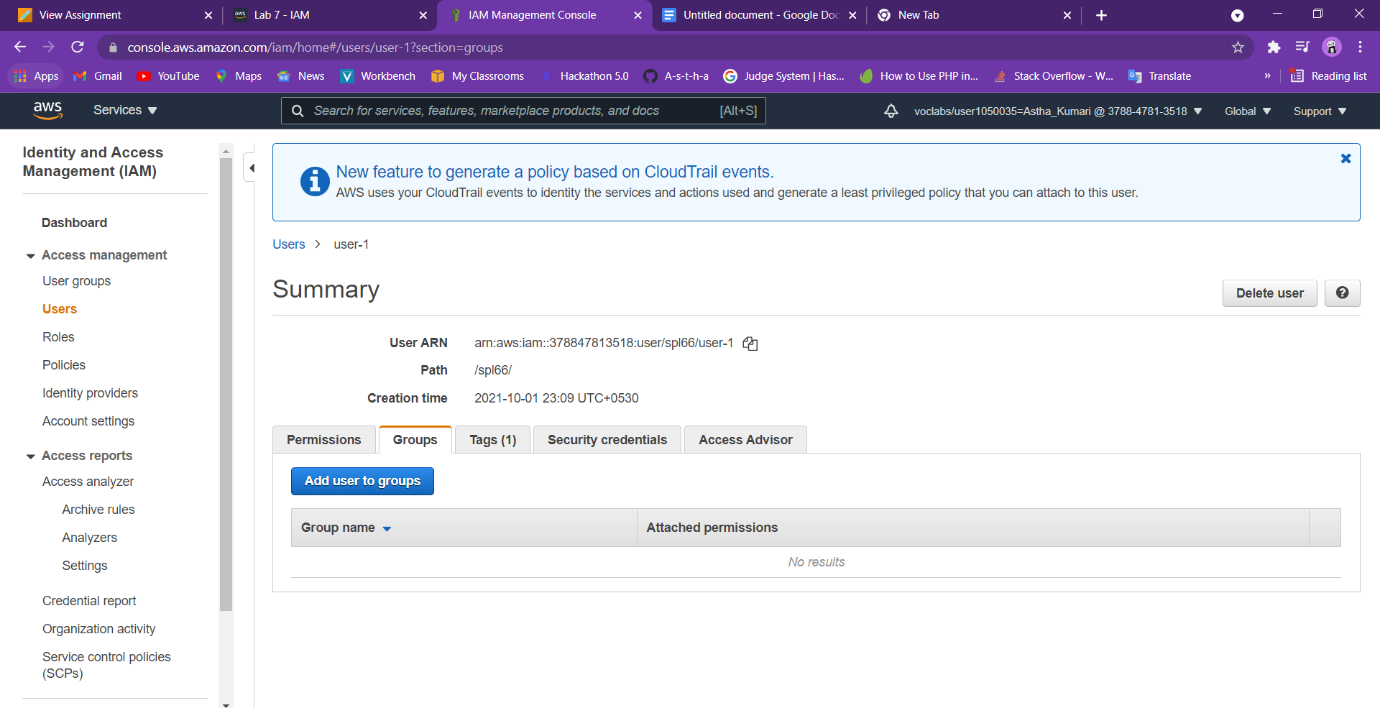 View Assignment
Lab 7 - IAM
IAM Management Console
Untitled document - Google Doc
New Tab
console.aws.amazon.com/iam/home#/users/user-1?section=groups
Apps
Gmail
YouTube
Maps
News
Workbench
My Classrooms
Hackathon 5.0
A-s-t-h-a
Judge System | Has...
How to Use PHP in...
Stack Overflow - W...
Translate
»
Reading list
aws
Services
Search for services, features, marketplace products, and docs
[Alt+S]
voclabs/user1050035=Astha_Kumari @ 3788-4781-3518
Global
Support
Identity and Access
Management (IAM)
Dashboard
Access management
User groups
Users
Roles
Policies
Identity providers
Account settings
Access reports
Access analyzer
Archive rules
Analyzers
Settings
Credential report
Organization activity
Service control policies
(SCPs)
New feature to generate a policy based on CloudTrail events.
AWS uses your CloudTrail events to identify the services and actions used and generate a least privileged policy that you can attach to this user.
Users > user-1
Summary
Delete user
?
User ARN arn:aws:iam::378847813518:user/spl66/user-1
Path /spl66/
Creation time 2021-10-01 23:09 UTC+0530
Permissions
Groups
Tags (1)
Security credentials
Access Advisor
Add user to groups
Group name
Attached permissions
No results